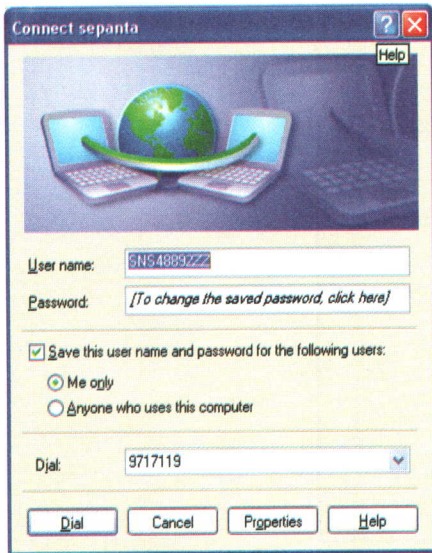 Connect sepanta
Help
User name: SNS4889ZZZ
Password: [To change the saved password, click here]
Save this user name and password for the following users:
Me only
Anyone who uses this computer
Dial: 9717119
Dial Cancel Properties Help